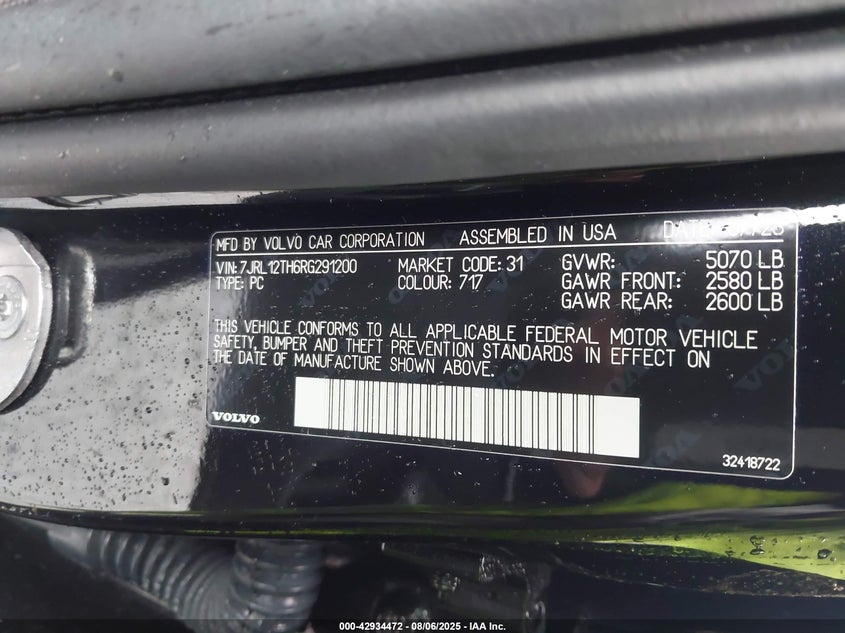 MFD BY VOLVO CAR CORPORATION ASSEMBLED IN USA DATE
VIN: 7JRL12TH6RG291200 MARKET CODE: 31 GVWR: 5070 LB
TYPE: PC COLOUR: 717 GAWR FRONT: 2580 LB
GAWR REAR: 2600 LB
THIS VEHICLE CONFORMS TO ALL APPLICABLE FEDERAL MOTOR VEHICLE
SAFETY, BUMPER AND THEFT PREVENTION STANDARDS IN EFFECT ON
THE DATE OF MANUFACTURE SHOWN ABOVE.
VOLVO
32418722
000-42934472 - 08/06/2025 - IAA Inc.